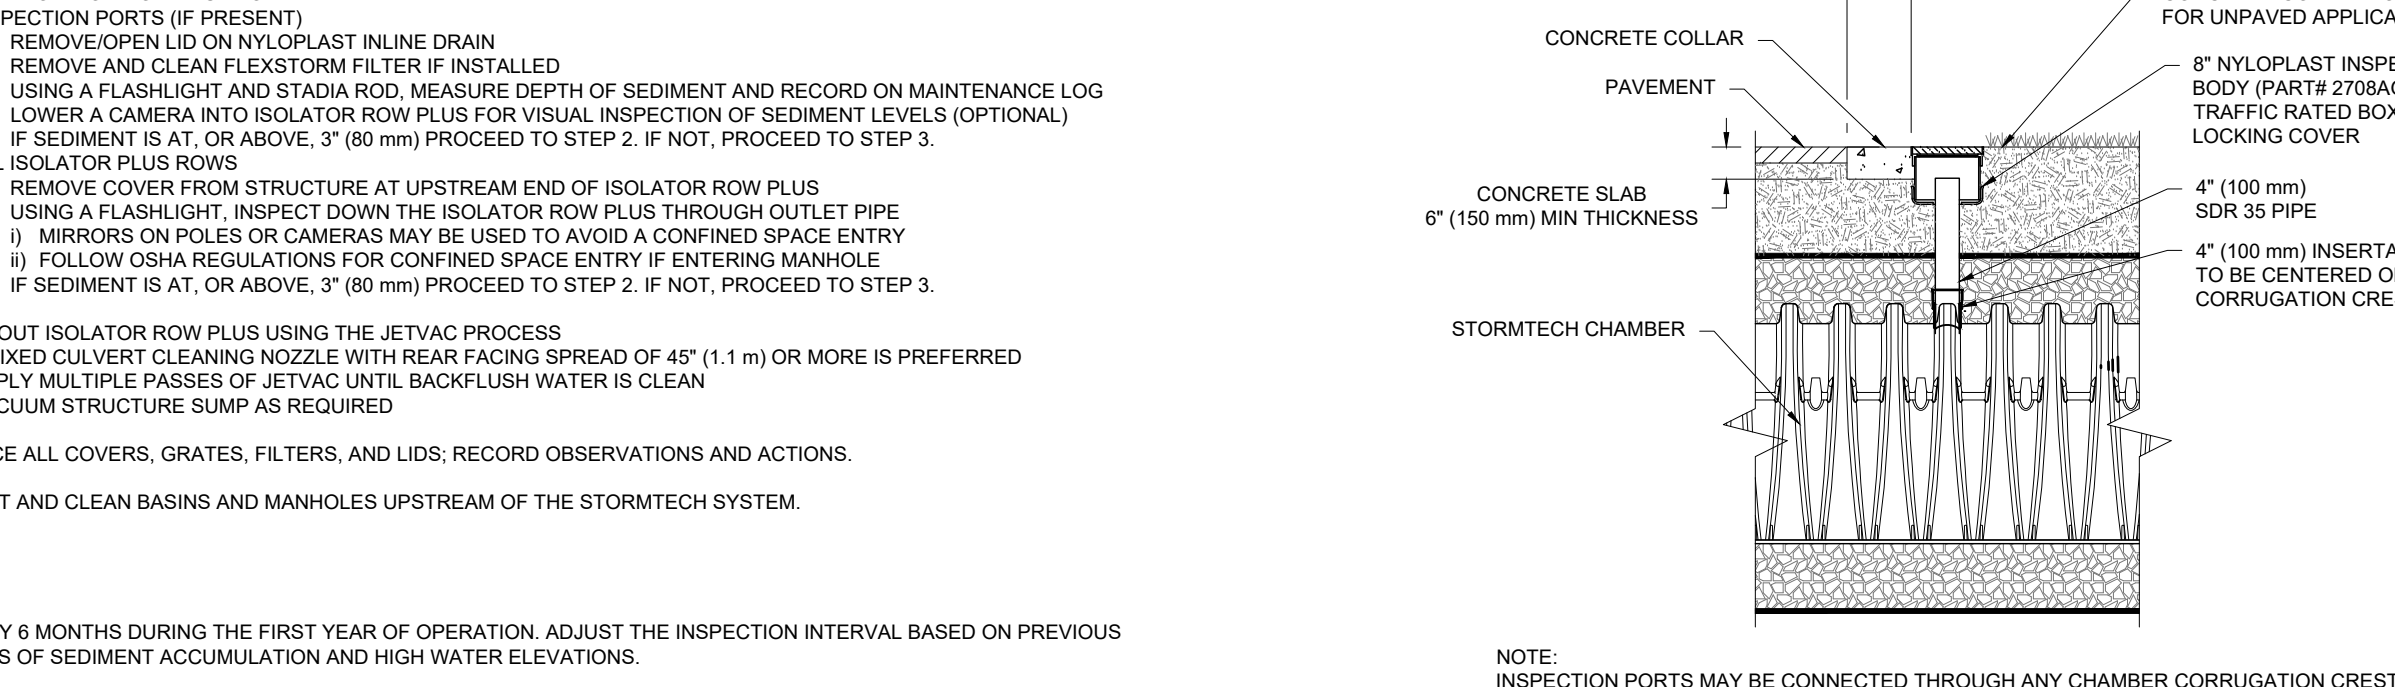 PECTION PORTS (IF PRESENT)
REMOVE/OPEN LID ON NYLOPLAST INLINE DRAIN
REMOVE AND CLEAN FLEXSTORM FILTER IF INSTALLED
USING A FLASHLIGHT AND STADIA ROD, MEASURE DEPTH OF SEDIMENT AND RECORD ON MAINTENANCE LOG
LOWER A CAMERA INTO ISOLATOR ROW PLUS FOR VISUAL INSPECTION OF SEDIMENT LEVELS (OPTIONAL)
IF SEDIMENT IS AT, OR ABOVE, 3" (80 mm) PROCEED TO STEP 2. IF NOT, PROCEED TO STEP 3.
L ISOLATOR PLUS ROWS
REMOVE COVER FROM STRUCTURE AT UPSTREAM END OF ISOLATOR ROW PLUS
USING A FLASHLIGHT, INSPECT DOWN THE ISOLATOR ROW PLUS THROUGH OUTLET PIPE
i) MIRRORS ON POLES OR CAMERAS MAY BE USED TO AVOID A CONFINED SPACE ENTRY
ii) FOLLOW OSHA REGULATIONS FOR CONFINED SPACE ENTRY IF ENTERING MANHOLE
IF SEDIMENT IS AT, OR ABOVE, 3" (80 mm) PROCEED TO STEP 2. IF NOT, PROCEED TO STEP 3.
OUT ISOLATOR ROW PLUS USING THE JETVAC PROCESS
IXED CULVERT CLEANING NOZZLE WITH REAR FACING SPREAD OF 45" (1.1 m) OR MORE IS PREFERRED
PLY MULTIPLE PASSES OF JETVAC UNTIL BACKFLUSH WATER IS CLEAN
CUUM STRUCTURE SUMP AS REQUIRED
CE ALL COVERS, GRATES, FILTERS, AND LIDS; RECORD OBSERVATIONS AND ACTIONS.
T AND CLEAN BASINS AND MANHOLES UPSTREAM OF THE STORMTECH SYSTEM.
Y 6 MONTHS DURING THE FIRST YEAR OF OPERATION. ADJUST THE INSPECTION INTERVAL BASED ON PREVIOUS
S OF SEDIMENT ACCUMULATION AND HIGH WATER ELEVATIONS.
CONCRETE COLLAR
PAVEMENT
CONCRETE SLAB
6" (150 mm) MIN THICKNESS
STORMTECH CHAMBER
FOR UNPAVED APPLICA
8" NYLOPLAST INSPE
BODY (PART# 2708A
TRAFFIC RATED BOX
LOCKING COVER
4" (100 mm)
SDR 35 PIPE
4" (100 mm) INSERTA
TO BE CENTERED O
CORRUGATION CRE
NOTE:
INSPECTION PORTS MAY BE CONNECTED THROUGH ANY CHAMBER CORRUGATION CREST